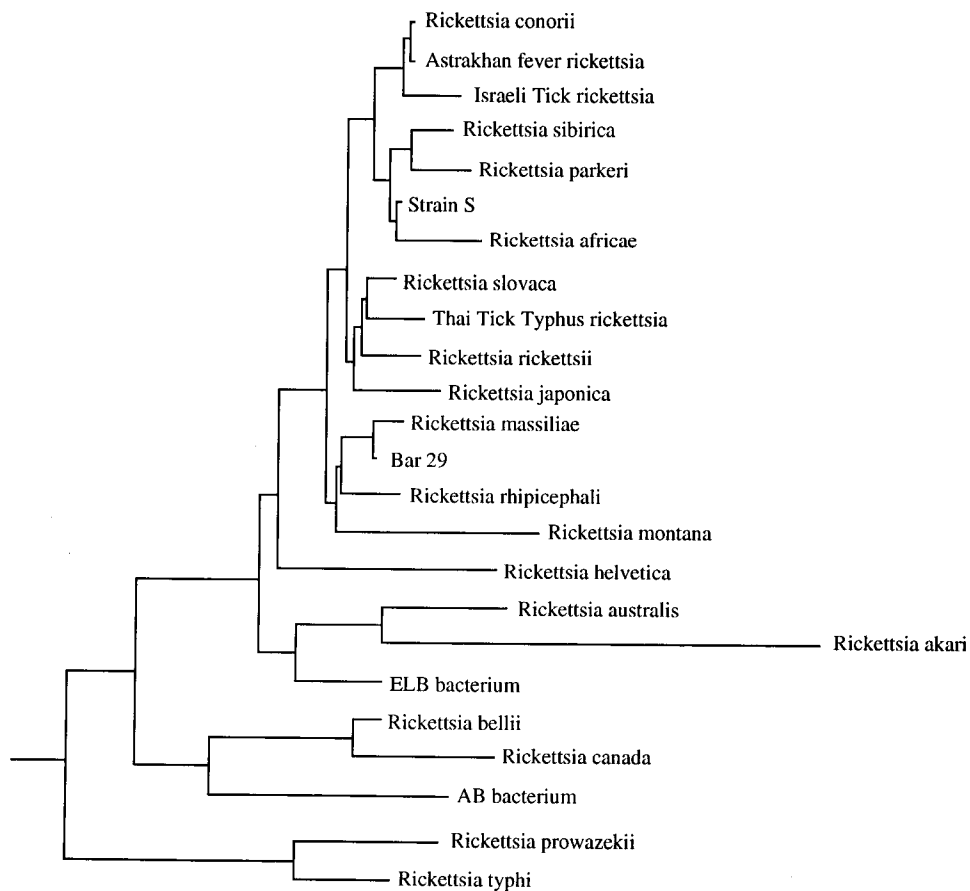 Rickettsia conorii
Astrakhan fever rickettsia
Israeli Tick rickettsia
Rickettsia sibirica
Rickettsia parkeri
Strain S
Rickettsia africae
Rickettsia slovaca
Thai Tick Typhus rickettsia
Rickettsia rickettsii
Rickettsia japonica
Rickettsia massiliae
Bar 29
Rickettsia rhipicephali
Rickettsia montana
Rickettsia helvetica
Rickettsia australis
Rickettsia akari
ELB bacterium
Rickettsia bellii
Rickettsia canada
AB bacterium
Rickettsia prowazekii
Rickettsia typhi